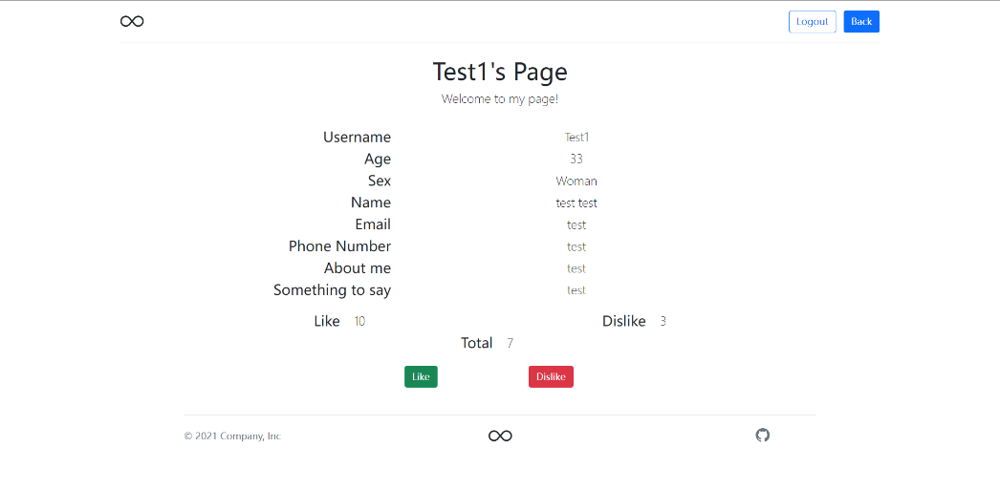 Logout Back
Test1's Page
Welcome to my page!
Username Test1
Age 33
Sex Woman
Name test test
Email test
Phone Number test
About me test
Something to say test
Like 10 Dislike 3
Total 7
Like Dislike
© 2021 Company, Inc